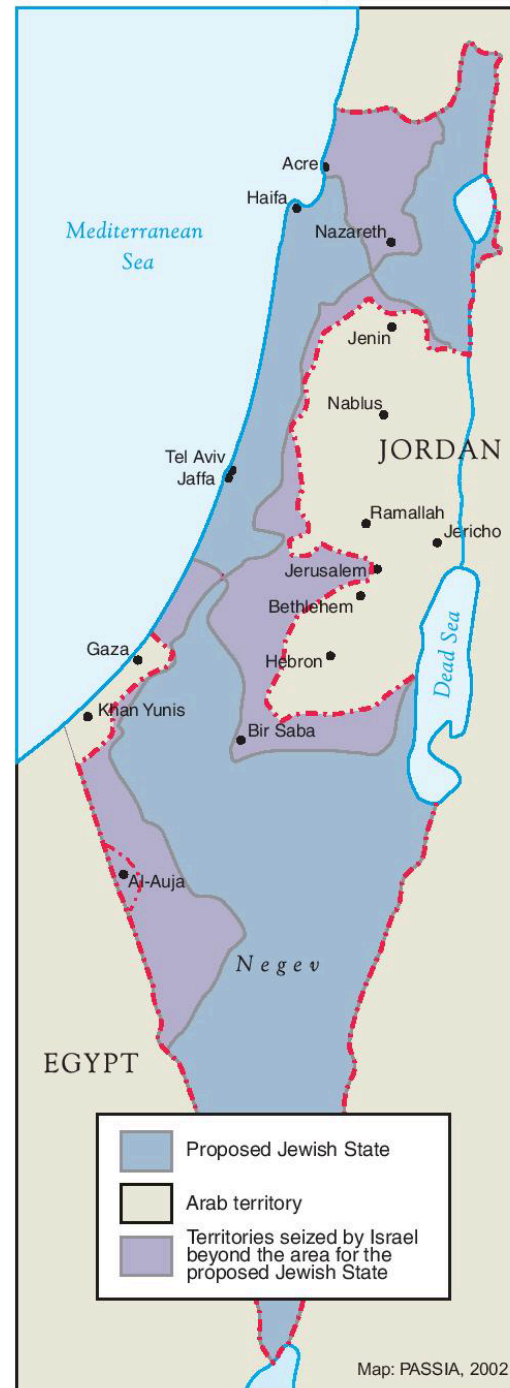 Acre
Haifa
Mediterranean
Sea
Nazareth
Jenin
Nablus
JORDAN
Tel Aviv
Jaffa
Ramallah
Jericho
Jerusalem
Bethlehem
Gaza
Hebron
Dead Sea
Khan Yunis
Bir Saba
Al-Auja
Negev
EGYPT
Proposed Jewish State
Arab territory
Territories seized by Israel
beyond the area for the
proposed Jewish State
Map: PASSIA, 2002